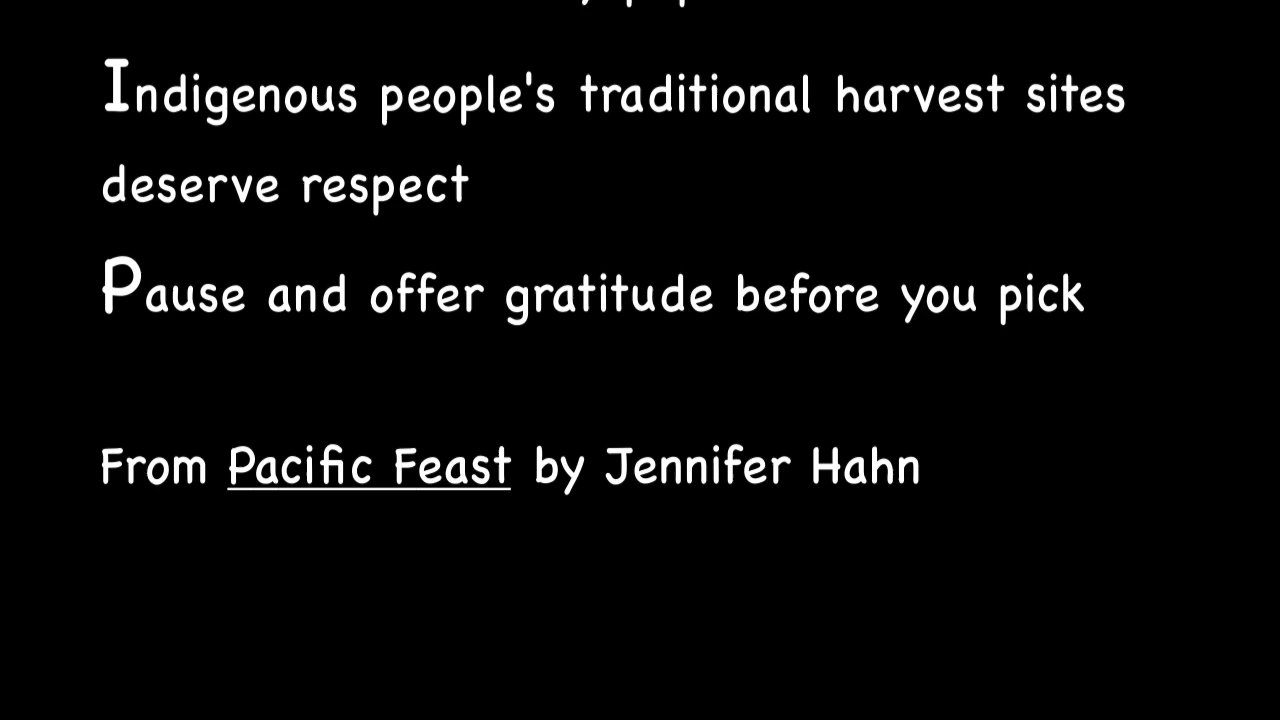 Indigenous people's traditional harvest sites
deserve respect
Pause and offer gratitude before you pick
From Pacific Feast by Jennifer Hahn